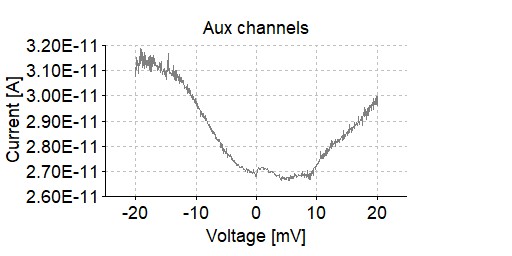 Aux channels
3.20E-11
3.10E-11
3.00E-11
2.90E-11
2.80E-11
2.70E-11
2.60E-11
Current [A]
-20 -10 0 10 20
Voltage [mV]